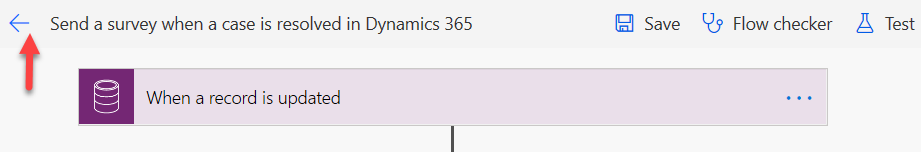 Send a survey when a case is resolved in Dynamics 365 Save Flow checker Test
When a record is updated